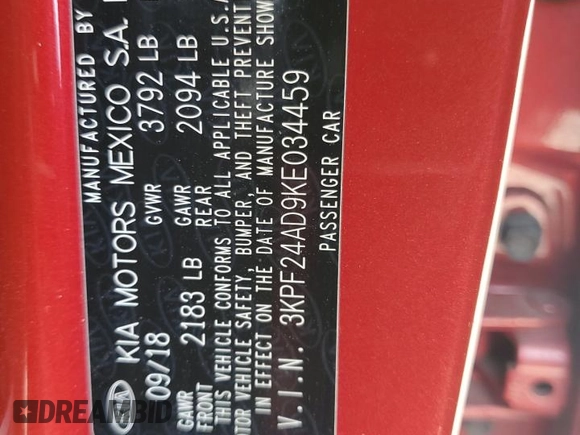 MANUFACTURED BY
KIA MOTORS MEXICO S.A.
09/18 GVWR 3792 LB
GAWR FRONT 2183 LB GAWR REAR 2094 LB
THIS VEHICLE CONFORMS TO ALL APPLICABLE U.S.A
MOTOR VEHICLE SAFETY, BUMPER, AND THEFT PREVENT
IN EFFECT ON THE DATE OF MANUFACTURE SHOW
V.I.N. 3KPF24AD9KE034459
PASSENGER CAR
DREAMBID